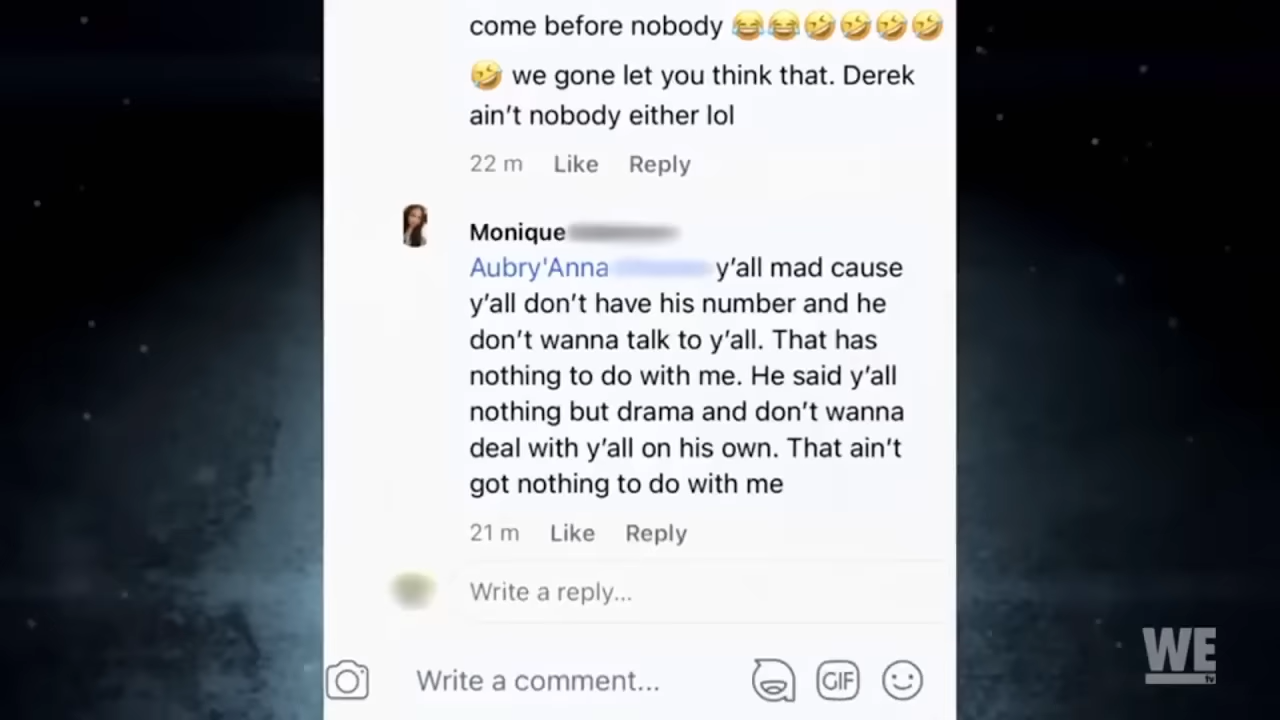 come before nobody 😂😂🤣🤣🤣🤣
🤣 we gone let you think that. Derek
ain't nobody either lol
22 m Like Reply
Monique
Aubry'Anna y'all mad cause
y'all don't have his number and he
don't wanna talk to y'all. That has
nothing to do with me. He said y'all
nothing but drama and don't wanna
deal with y'all on his own. That ain't
got nothing to do with me
21 m Like Reply
Write a reply...
Write a comment...
GIF
WE
tv